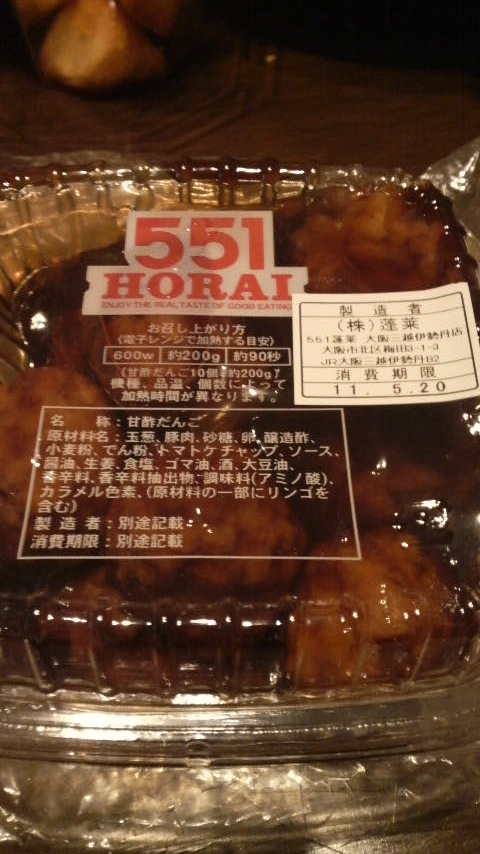 551
HORAI
ENJOY THE REAL TASTE OF GOOD EATING
お召し上がり方
(電子レンジで加熱する目安)
600w 約200g 約90秒
(甘酢だんご10個:約200g)
機種、品温、個数によって
加熱時間が異なります。
製造者
(株)蓬莱
551蓬莱 大阪三越伊勢丹店
大阪市北区梅田3-1-3
JR大阪三越伊勢丹B2
消費期限
11. 5.20
名 称:甘酢だんご
原材料名:玉葱、豚肉、砂糖、卵、醸造酢、
小麦粉、でん粉、トマトケチャップ、ソース、
醤油、生姜、食塩、ゴマ油、酒、大豆油、
香辛料、香辛料抽出物、調味料(アミノ酸)、
カラメル色素、(原材料の一部にリンゴを
含む)
製造者:別途記載
消費期限:別途記載